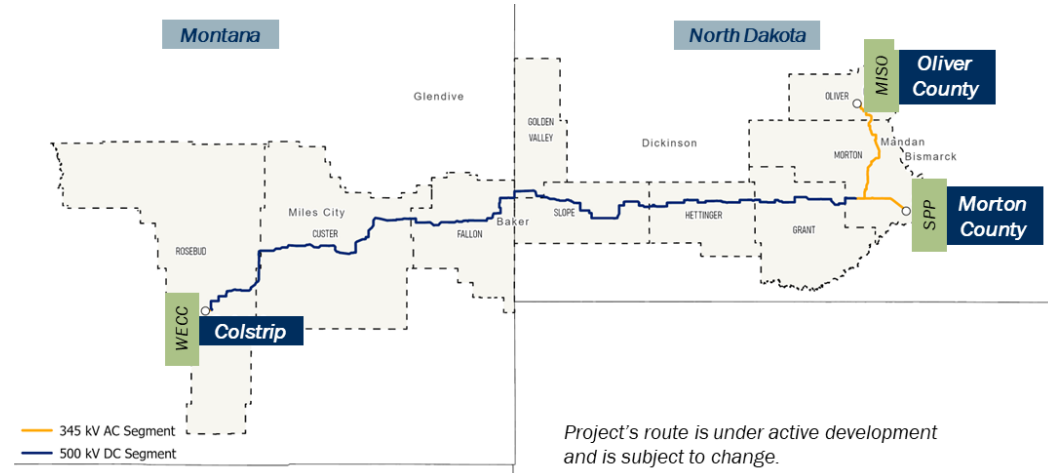 Montana
North Dakota
MISO
Oliver
County
Glendive
OLIVER
GOLDEN
VALLEY
Dickinson
MORTON
Mandan
Bismarck
Miles City
CUSTER
Baker
SLOPE
HETTINGER
FALLON
GRANT
ROSEBUD
SPP
Morton
County
WECC
Colstrip
345 kV AC Segment
500 kV DC Segment
Project's route is under active development
and is subject to change.